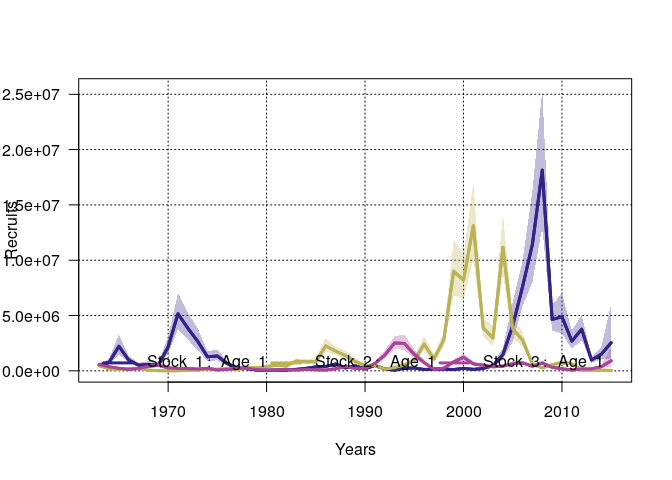 2.5e+07
2.0e+07
1.5e+07
1.0e+07
5.0e+06
0.0e+00
Recruits
Stock 1 - Age 1 Stock 2 - Age 1 Stock 3 - Age 1
1970 1980 1990 2000 2010
Years